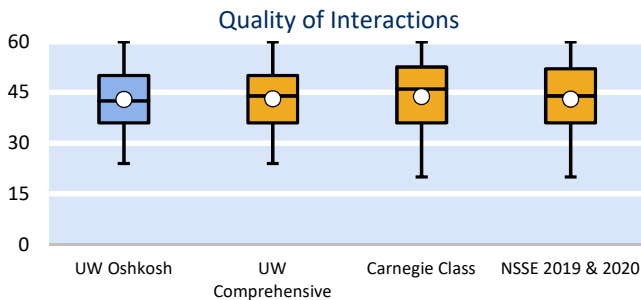 Quality of Interactions
60
45
30
15
0
UW Oshkosh
UW
Comprehensive
Carnegie Class
NSSE 2019 & 2020